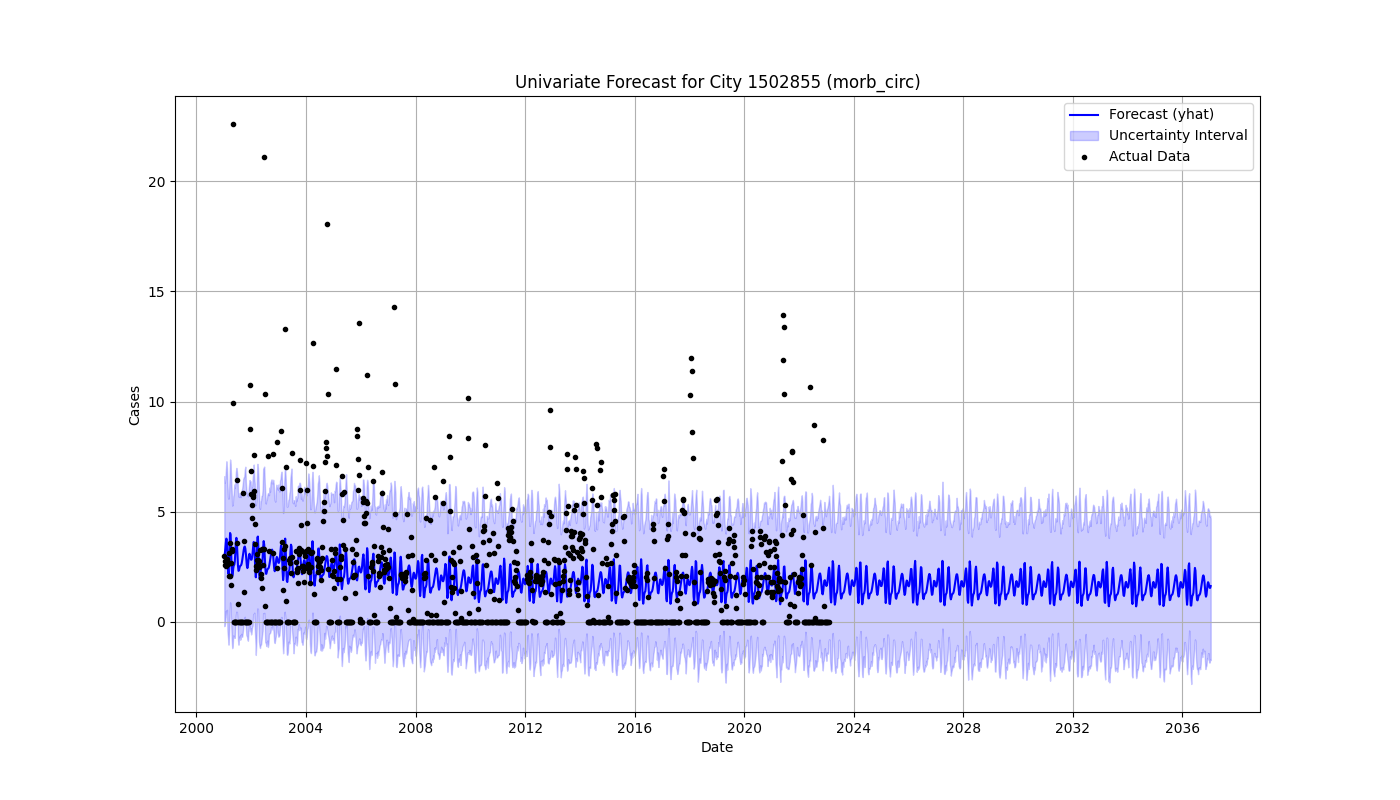 Univariate Forecast for City 1502855 (morb_circ)
Forecast (yhat)
Uncertainty Interval
Actual Data
Cases
20
15
10
5
0
2000 2004 2008 2012 2016 2020 2024 2028 2032 2036
Date